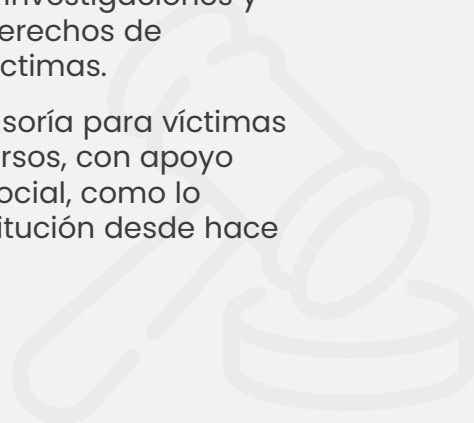 investigaciones y
erechos de
ctimas.
soría para víctimas
rsos, con apoyo
ocial, como lo
itución desde hace